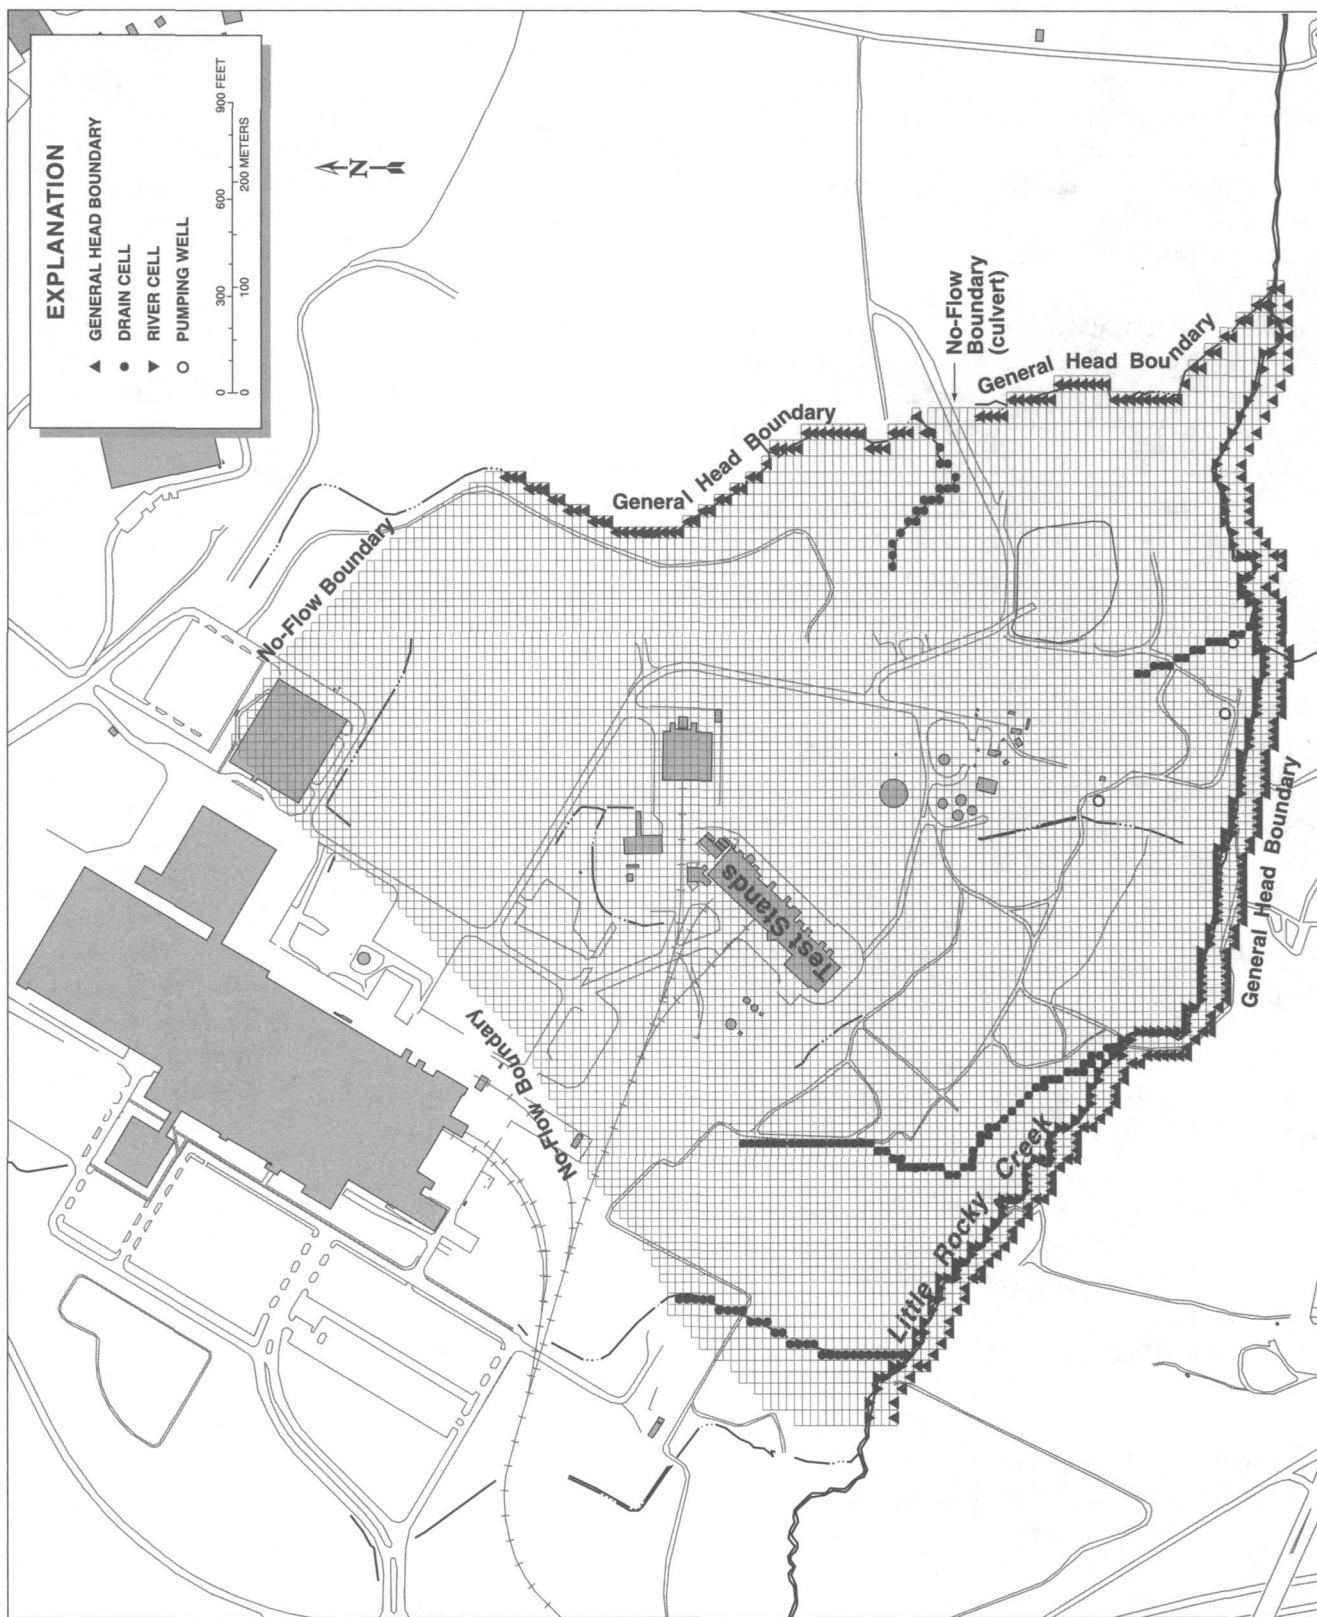 EXPLANATION
GENERAL HEAD BOUNDARY
DRAIN CELL
RIVER CELL
PUMPING WELL
0 300 600 900 FEET
0 100 200 METERS
N
No-Flow Boundary
General Head Boundary
No-Flow
Boundary
(culvert)
General Head Boundary
Test Stands
No-Flow Boundary
Little Rocky Creek
General Head Boundary